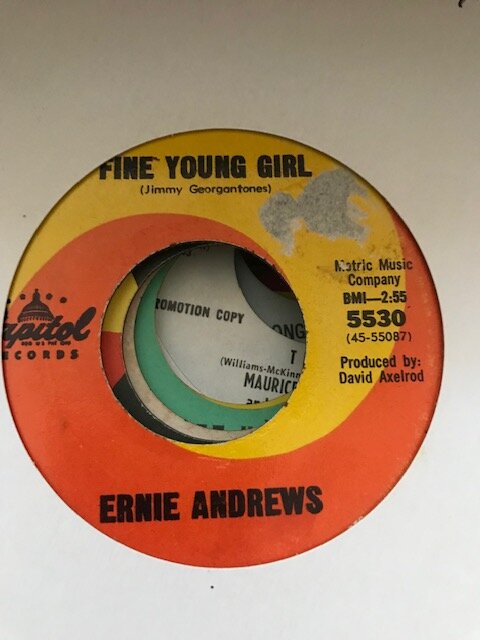 FINE YOUNG GIRL
(Jimmy Georgantones)
Metric Music
Company
BMI—2:55
5530
(45-55087)
Produced by:
David Axelrod
Capitol
RECORDS
ROMOTION COPY
ONG
T
(Williams-McKinn
MAURICE
ERNIE ANDREWS